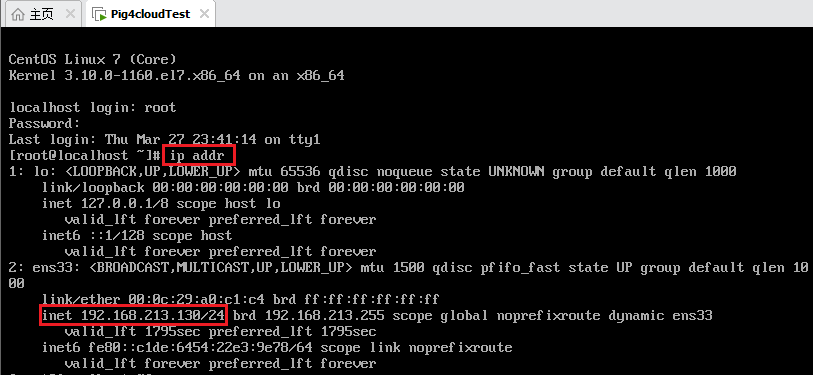 主页
Pig4cloudTest
CentOS Linux 7 (Core)
Kernel 3.10.0-1160.el7.x86_64 on an x86_64
localhost login: root
Password:
Last login: Thu Mar 27 23:41:14 on tty1
[root@localhost ~]# ip addr
1: lo: <LOOPBACK,UP,LOWER_UP> mtu 65536 qdisc noqueue state UNKNOWN group default qlen 1000
link/loopback 00:00:00:00:00:00 brd 00:00:00:00:00:00
inet 127.0.0.1/8 scope host lo
valid_lft forever preferred_lft forever
inet6 ::1/128 scope host
valid_lft forever preferred_lft forever
2: ens33: <BROADCAST,MULTICAST,UP,LOWER_UP> mtu 1500 qdisc pfifo_fast state UP group default qlen 10
00
link/ether 00:0c:29:a0:c1:c4 brd ff:ff:ff:ff:ff:ff
inet 192.168.213.130/24 brd 192.168.213.255 scope global noprefixroute dynamic ens33
valid_lft 1795sec preferred_lft 1795sec
inet6 fe80::c1de:6454:22e3:9e78/64 scope link noprefixroute
valid_lft forever preferred_lft forever